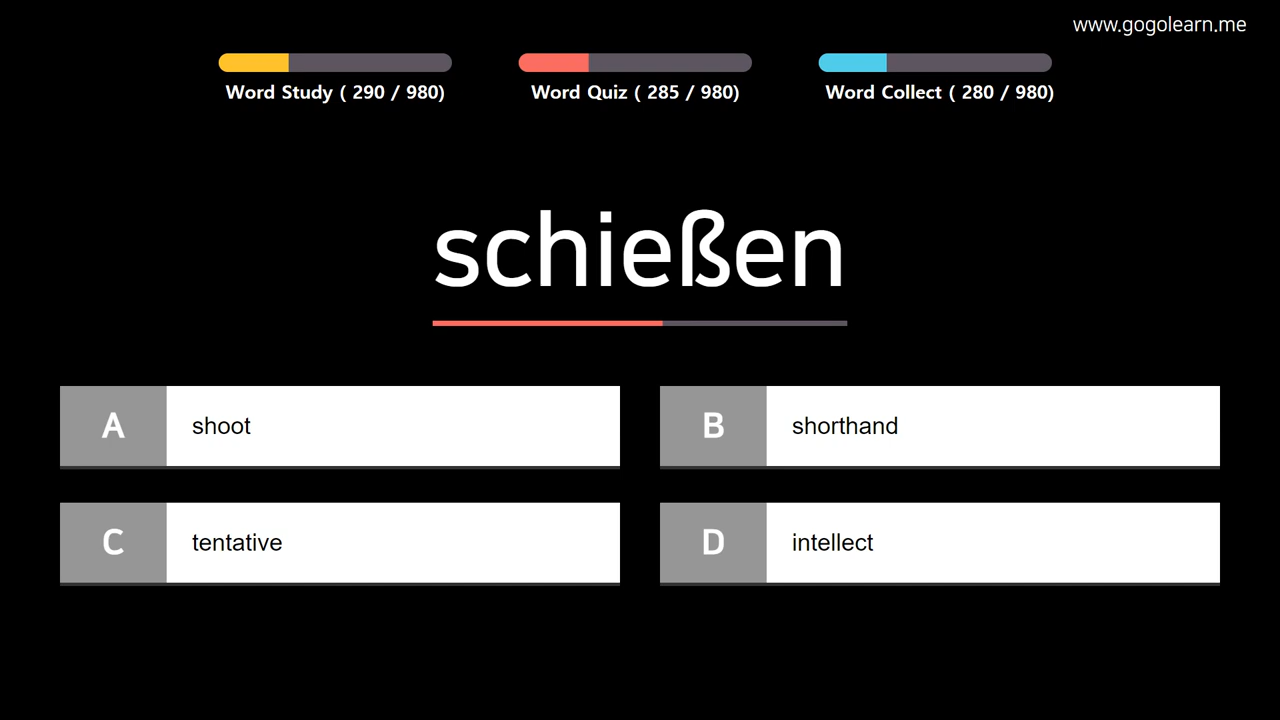 www.gogolearn.me
Word Study ( 290 / 980)
Word Quiz ( 285 / 980)
Word Collect ( 280 / 980)
schießen
A shoot
B shorthand
C tentative
D intellect